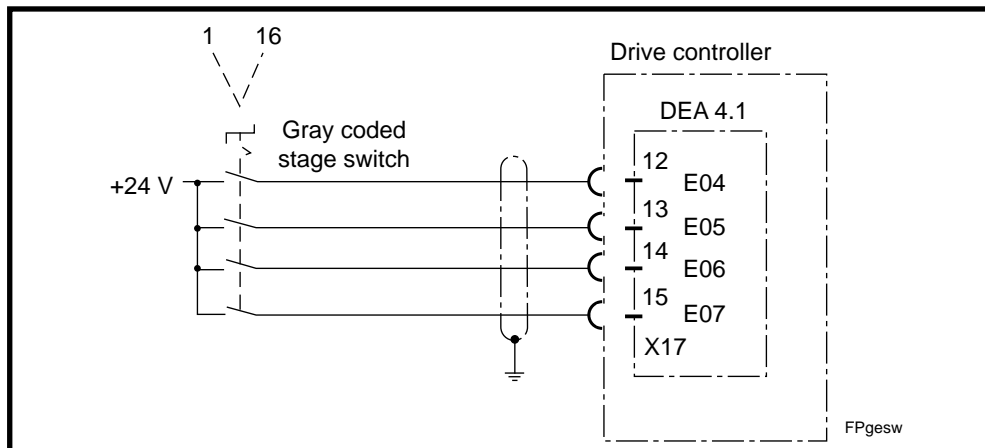 1 16
Drive controller
DEA 4.1
Gray coded
stage switch
+24 V
12
E04
13
E05
14
E06
15
E07
X17
FPgesw